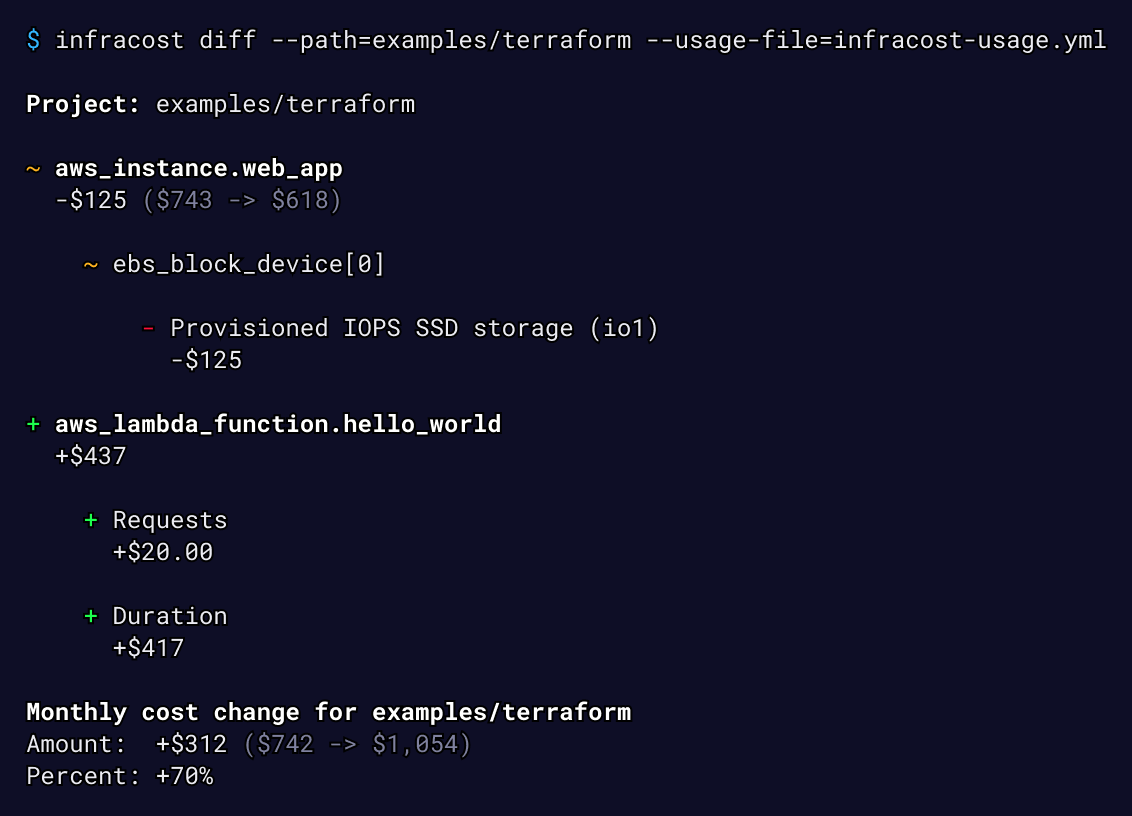 $ infracost diff --path=examples/terraform --usage-file=infracost-usage.yml
Project: examples/terraform
~ aws_instance.web_app
-$125 ($743 -> $618)
~ ebs_block_device[0]
- Provisioned IOPS SSD storage (io1)
-$125
+ aws_lambda_function.hello_world
+$437
+ Requests
+$20.00
+ Duration
+$417
Monthly cost change for examples/terraform
Amount:  +$312 ($742 -> $1,054)
Percent: +70%